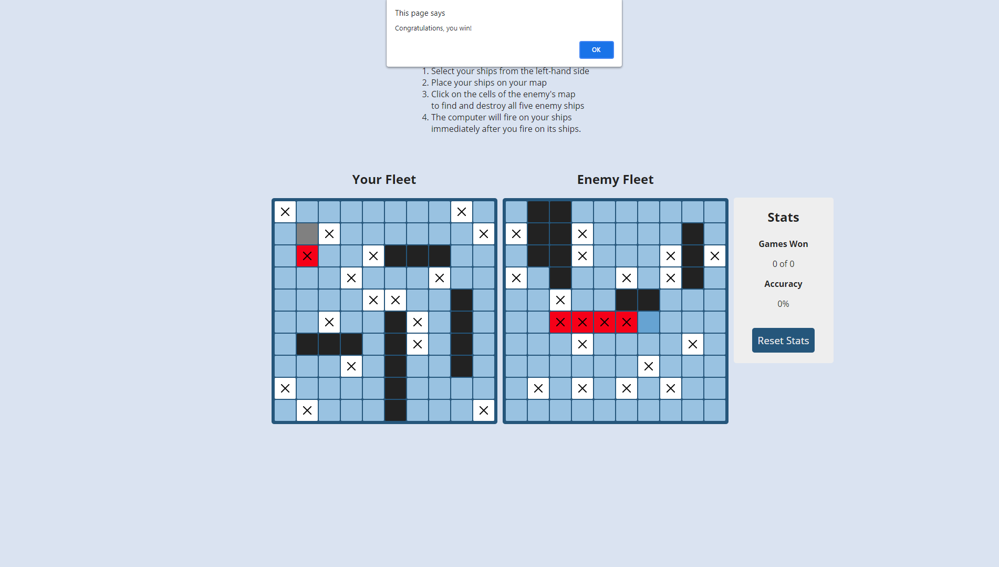 This page says
Congratulations, you win!
OK
1. Select your ships from the left-hand side
2. Place your ships on your map
3. Click on the cells of the enemy's map
to find and destroy all five enemy ships
4. The computer will fire on your ships
immediately after you fire on its ships.
Your Fleet
Enemy Fleet
Stats
Games Won
0 of 0
Accuracy
0%
Reset Stats